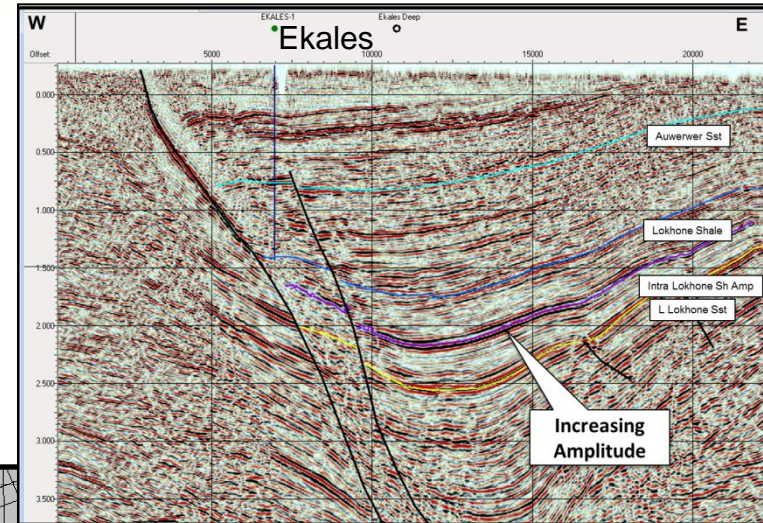 W
EKALES-1
Ekales Deep
E
Ekales
Offset:
5000
10000
15000
20000
0.000
0.500
1.000
1.500
2.000
2.500
3.000
3.500
Auwerwer Sst
Lokhone Shale
Intra Lokhone Sh Amp
L Lokhone Sst
Increasing
Amplitude